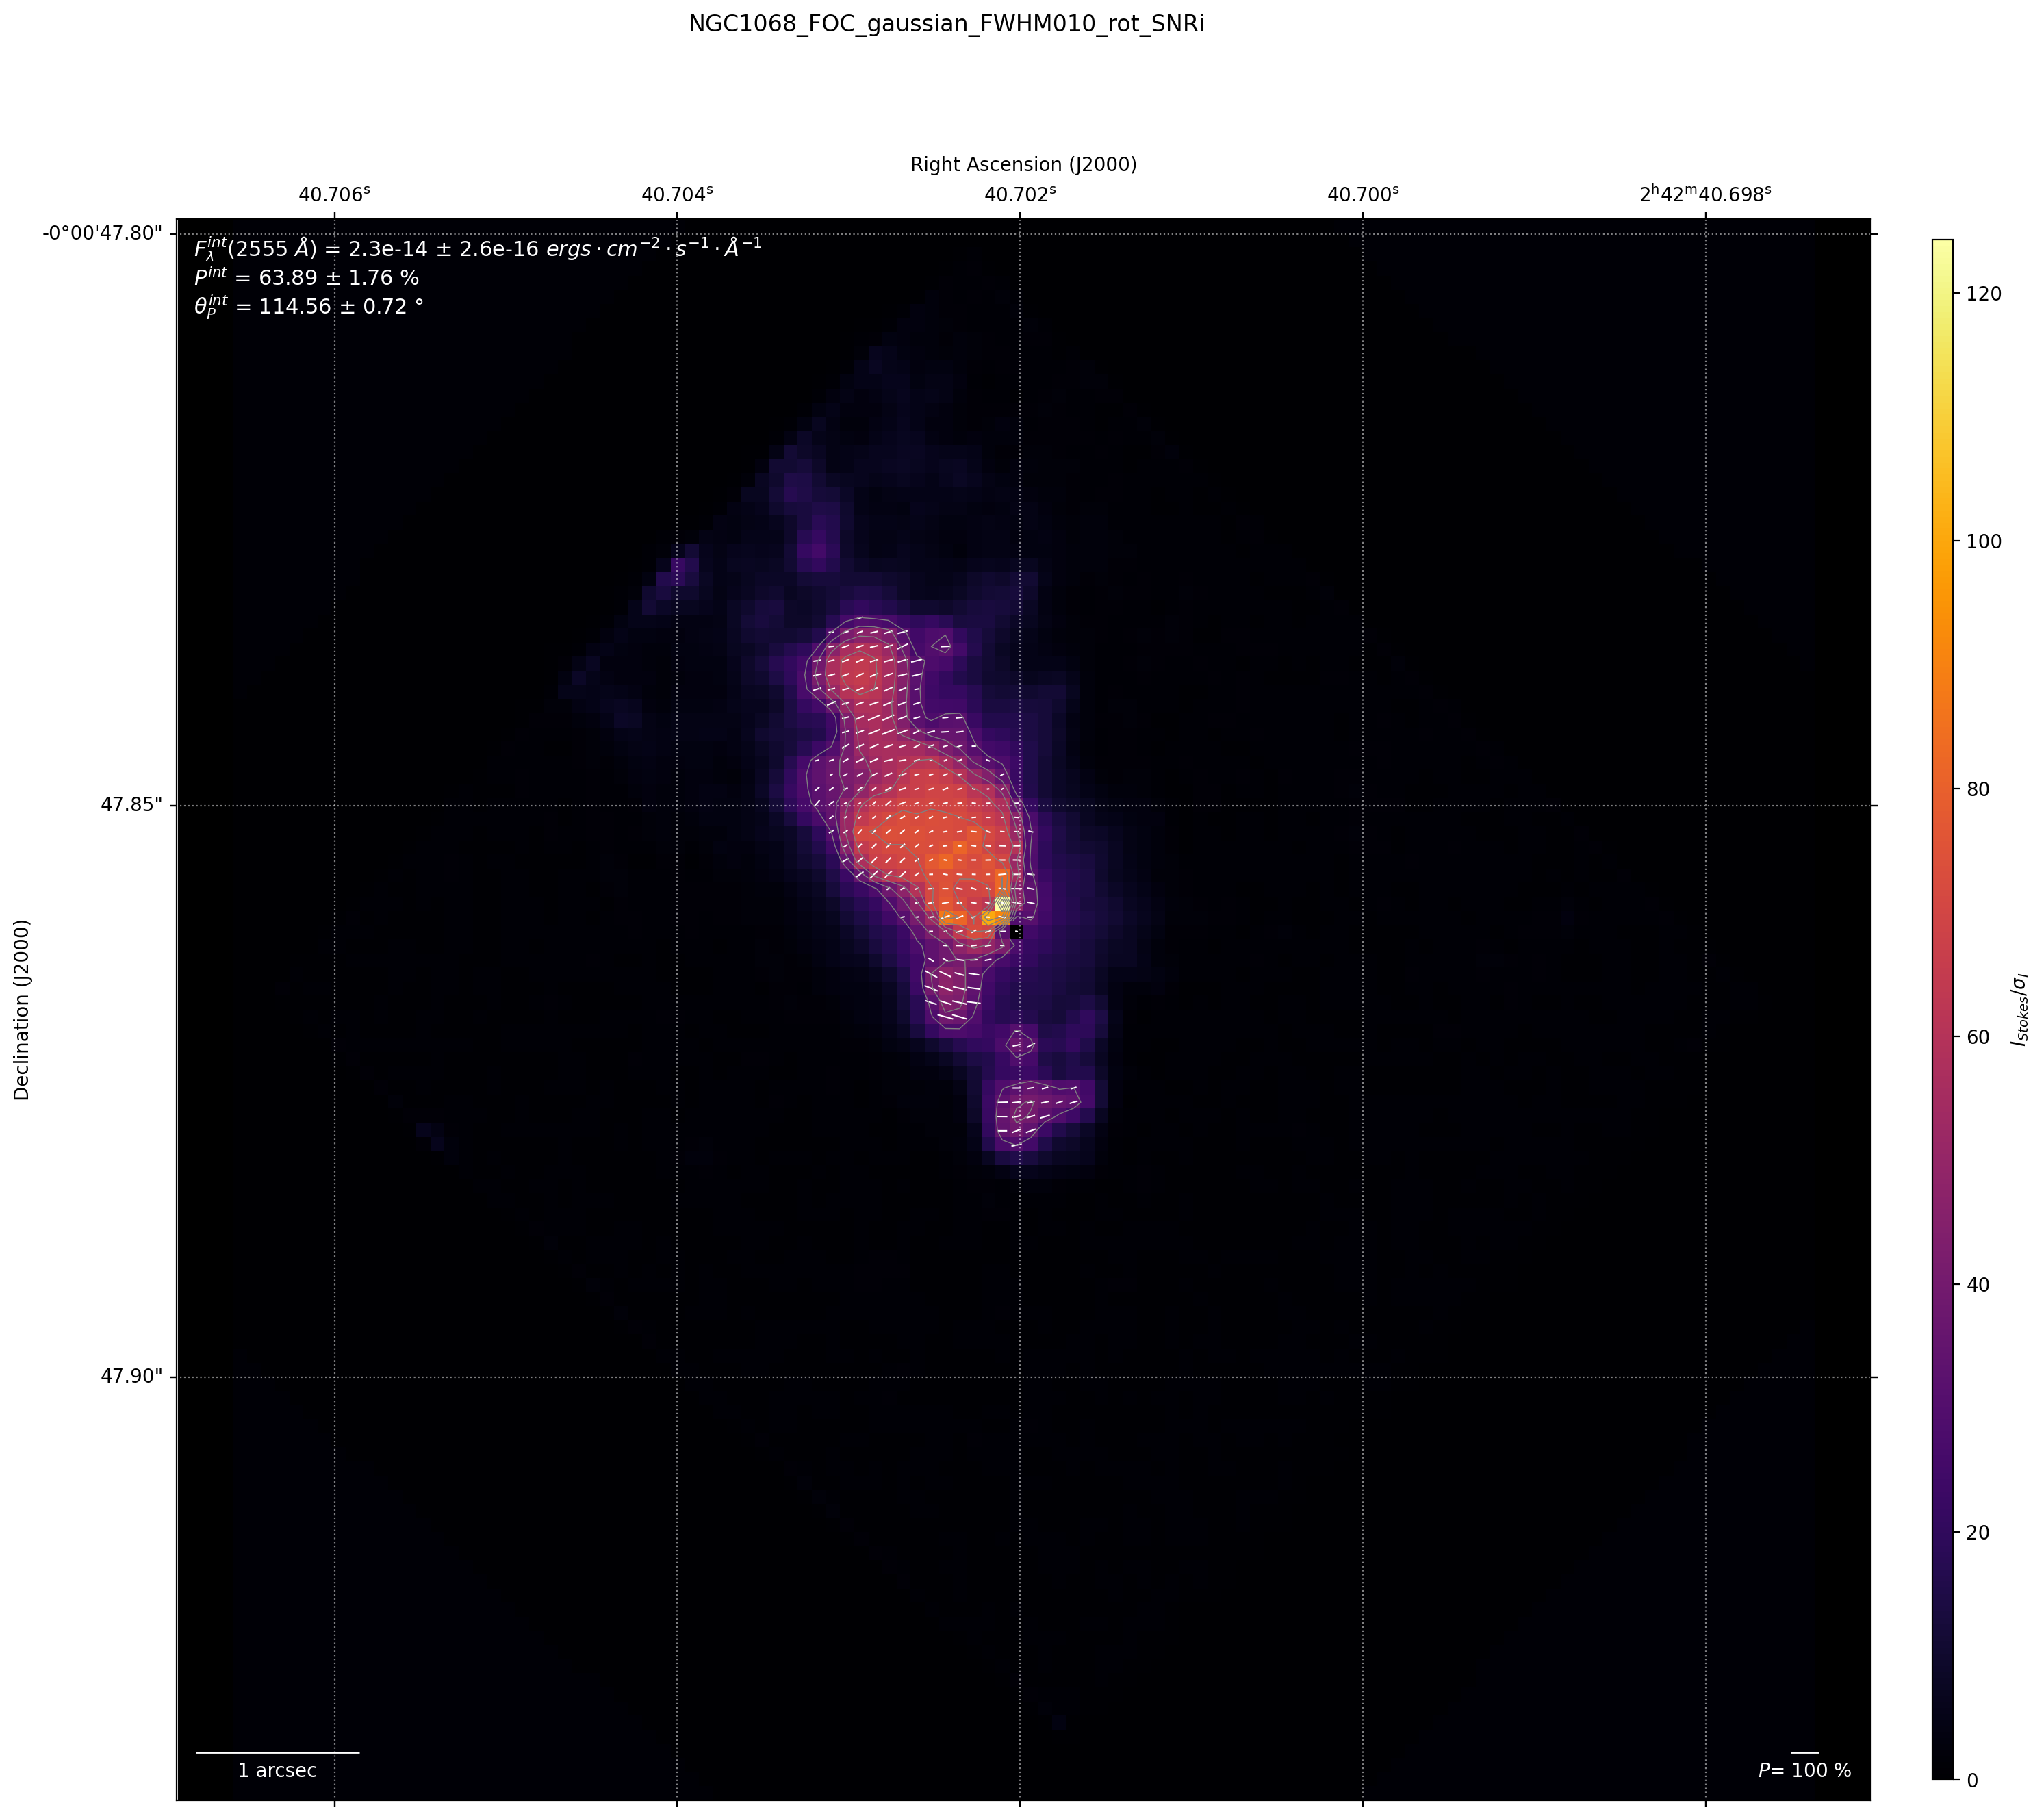 NGC1068_FOC_gaussian_FWHM010_rot_SNRi
Right Ascension (J2000)
40.706ˢ 40.704ˢ 40.702ˢ 40.700ˢ 2ʰ42ᵐ40.698ˢ
-0°00'47.80"
47.85"
47.90"
Declination (J2000)
F_λ^int(2555 Å) = 2.3e-14 ± 2.6e-16 ergs · cm⁻² · s⁻¹ · Å⁻¹
P^int = 63.89 ± 1.76 %
θ_P^int = 114.56 ± 0.72 °
1 arcsec
P= 100 %
120
100
80
60
40
20
0
I_Stokes/σ_I